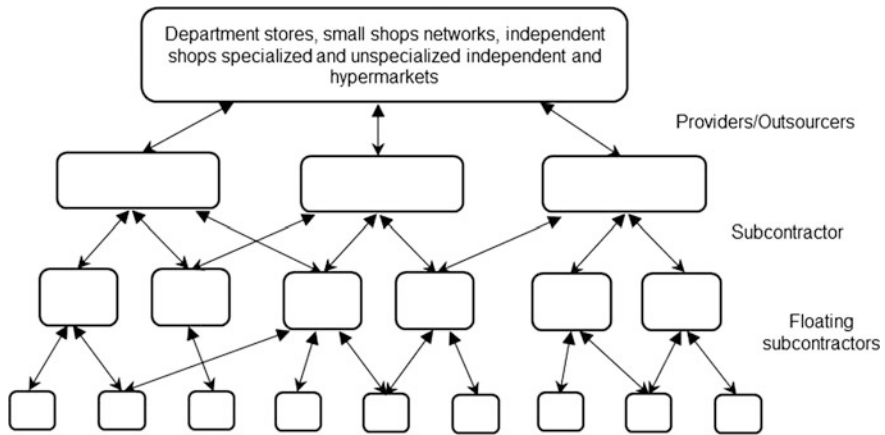 Department stores, small shops networks, independent
shops specialized and unspecialized independent and
hypermarkets
Providers/Outsourcers
Subcontractor
Floating
subcontractors